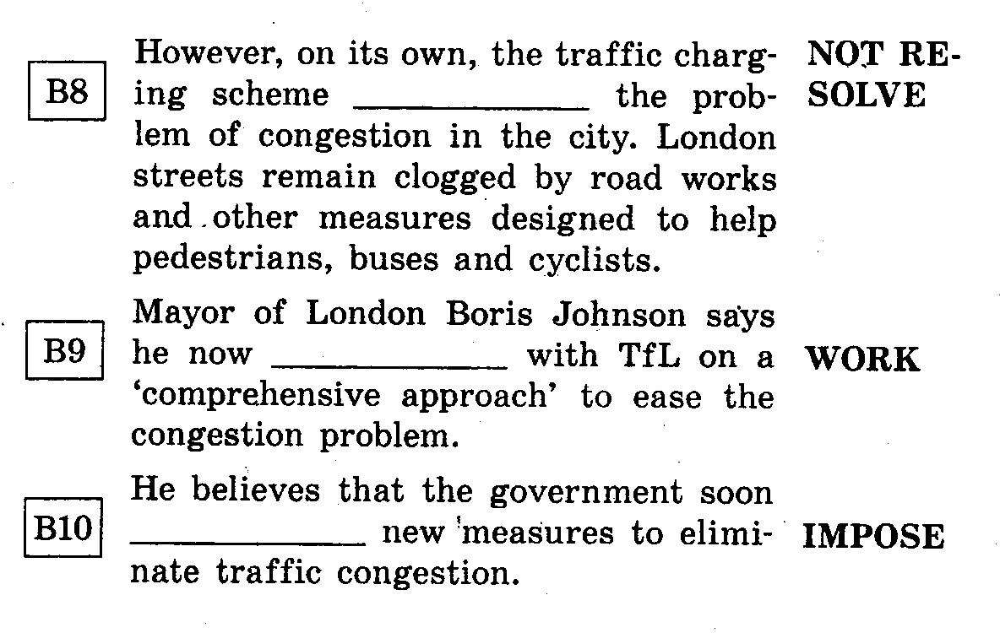 However, on its own, the traffic charg- NOT RE-
B8 ing scheme ____________ the prob- SOLVE
lem of congestion in the city. London
streets remain clogged by road works
and other measures designed to help
pedestrians, buses and cyclists.
Mayor of London Boris Johnson says
B9 he now ____________ with TfL on a WORK
‘comprehensive approach’ to ease the
congestion problem.
He believes that the government soon
B10 ____________ new measures to elimi- IMPOSE
nate traffic congestion.